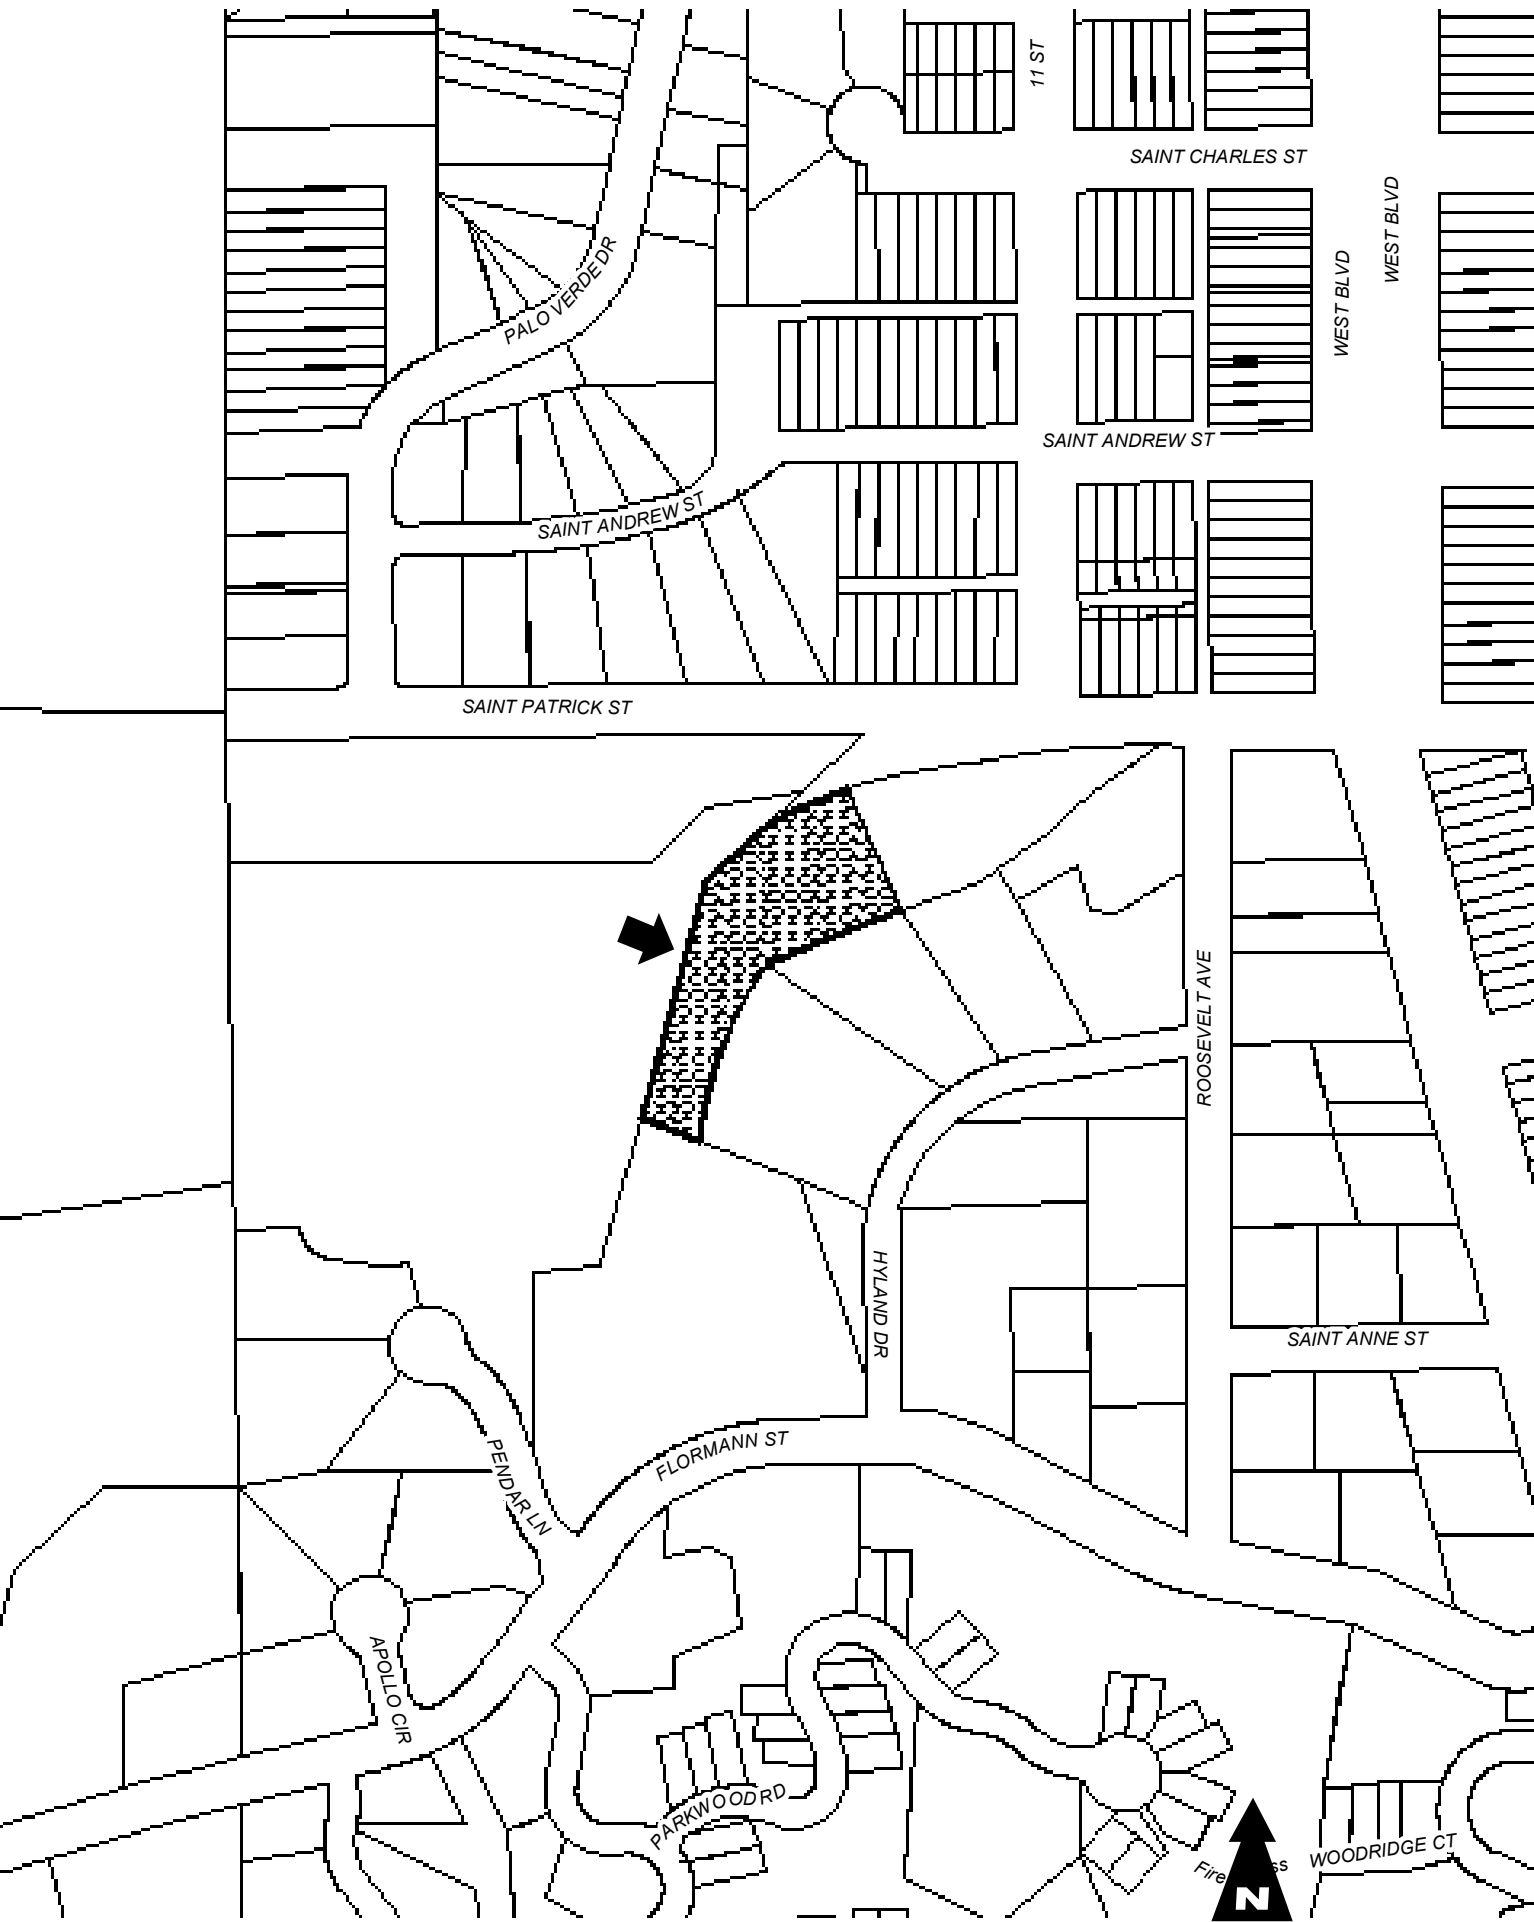 11 ST
SAINT CHARLES ST
WEST BLVD
WEST BLVD
PALO VERDE DR
SAINT ANDREW ST
SAINT ANDREW ST
SAINT PATRICK ST
ROOSEVELT AVE
HYLAND DR
SAINT ANNE ST
FLORMANN ST
PENDAR LN
APOLLO CIR
PARKWOOD RD
WOODRIDGE CT
Fire
N